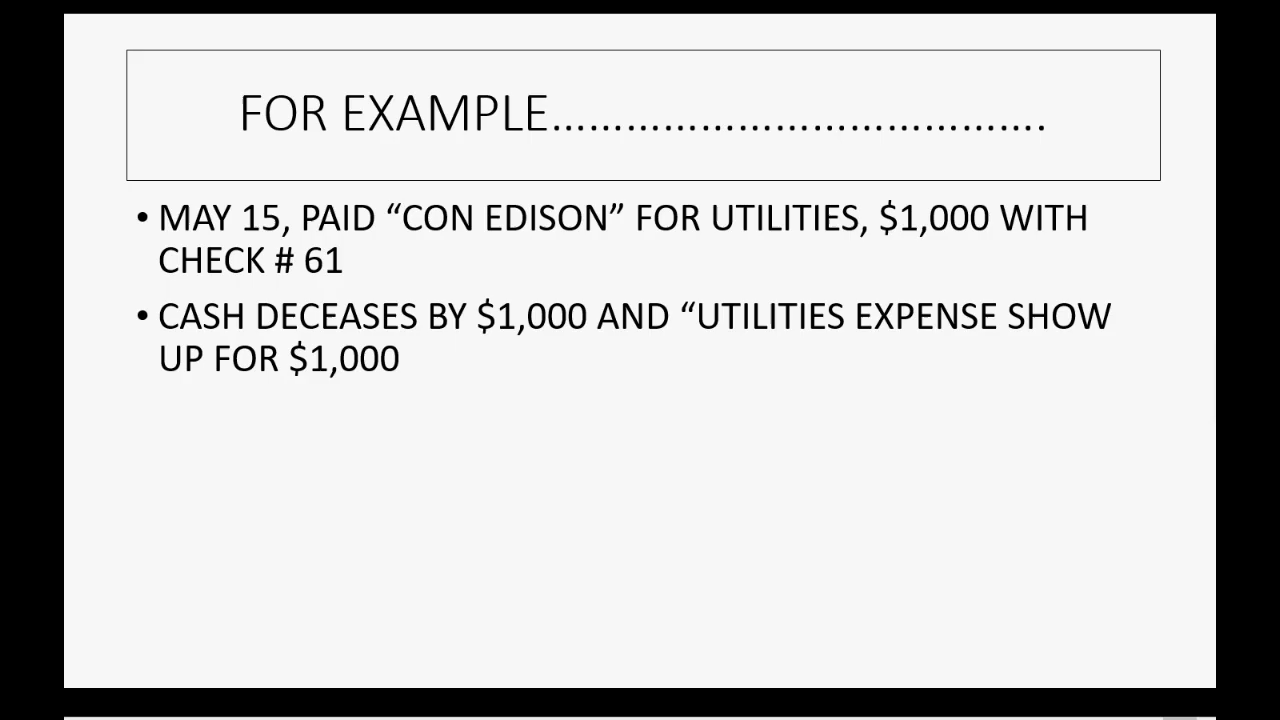 FOR EXAMPLE…………………………………….
• MAY 15, PAID “CON EDISON” FOR UTILITIES, $1,000 WITH
CHECK # 61
• CASH DECEASES BY $1,000 AND “UTILITIES EXPENSE SHOW
UP FOR $1,000